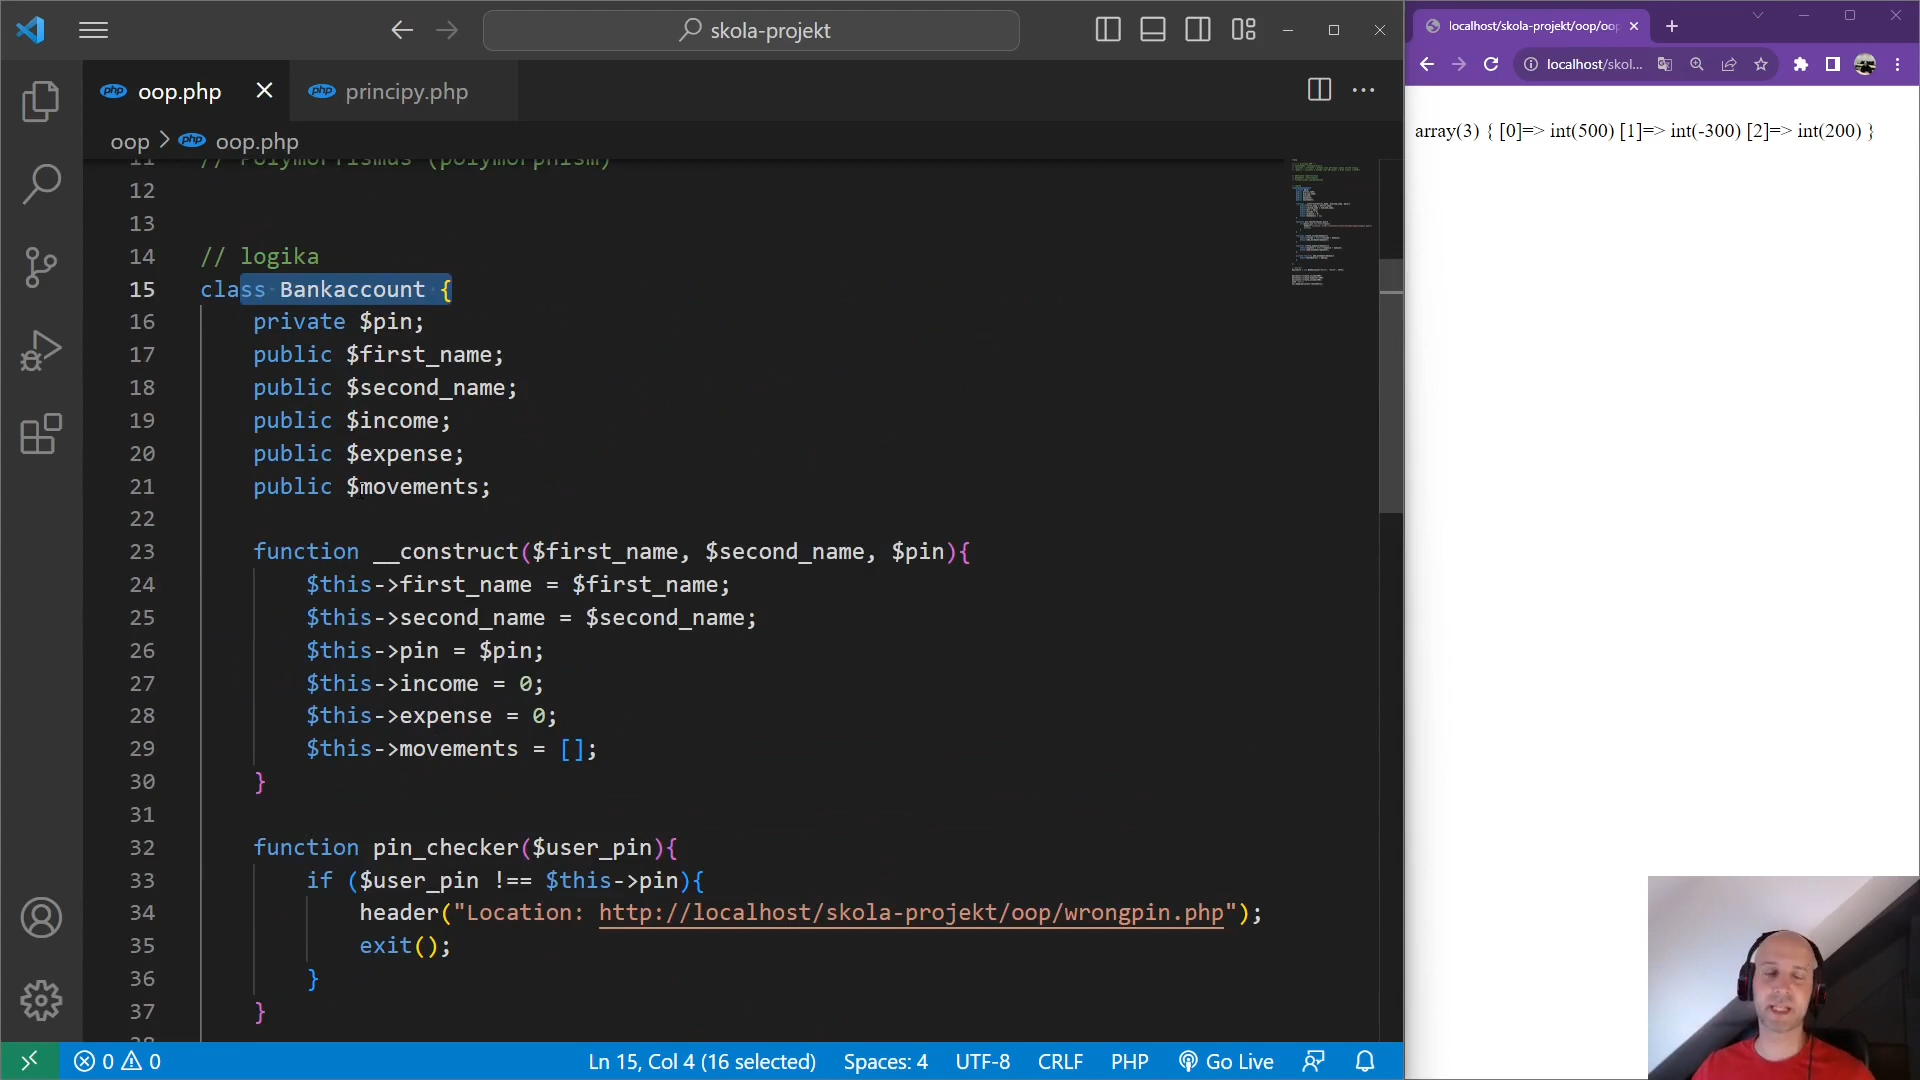 skola-projekt
localhost/skola-projekt/oop/oop
oop.php
principy.php
localhost/skol...
oop > oop.php
array(3) { [0]=> int(500) [1]=> int(-300) [2]=> int(200) }
11 // Polymorfismus (polymorphism)
12
13
14 // logika
15 class Bankaccount {
16 private $pin;
17 public $first_name;
18 public $second_name;
19 public $income;
20 public $expense;
21 public $movements;
22
23 function __construct($first_name, $second_name, $pin){
24 $this->first_name = $first_name;
25 $this->second_name = $second_name;
26 $this->pin = $pin;
27 $this->income = 0;
28 $this->expense = 0;
29 $this->movements = [];
30 }
31
32 function pin_checker($user_pin){
33 if ($user_pin !== $this->pin){
34 header("Location: http://localhost/skola-projekt/oop/wrongpin.php");
35 exit();
36 }
37 }
0 0 Ln 15, Col 4 (16 selected) Spaces: 4 UTF-8 CRLF PHP Go Live